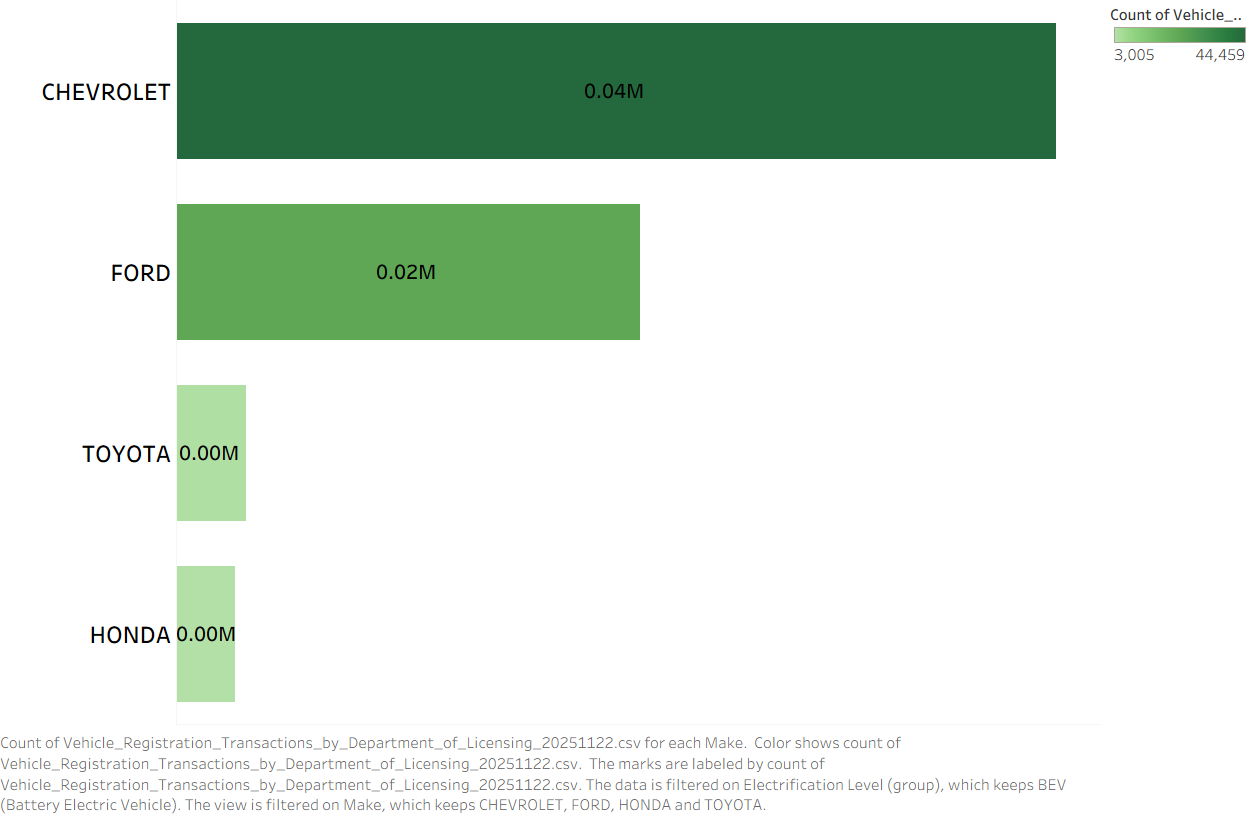 Count of Vehicle_..
3,005 44,459
CHEVROLET 0.04M
FORD 0.02M
TOYOTA 0.00M
HONDA 0.00M
Count of Vehicle_Registration_Transactions_by_Department_of_Licensing_20251122.csv for each Make.  Color shows count of
Vehicle_Registration_Transactions_by_Department_of_Licensing_20251122.csv.  The marks are labeled by count of
Vehicle_Registration_Transactions_by_Department_of_Licensing_20251122.csv. The data is filtered on Electrification Level (group), which keeps BEV
(Battery Electric Vehicle). The view is filtered on Make, which keeps CHEVROLET, FORD, HONDA and TOYOTA.